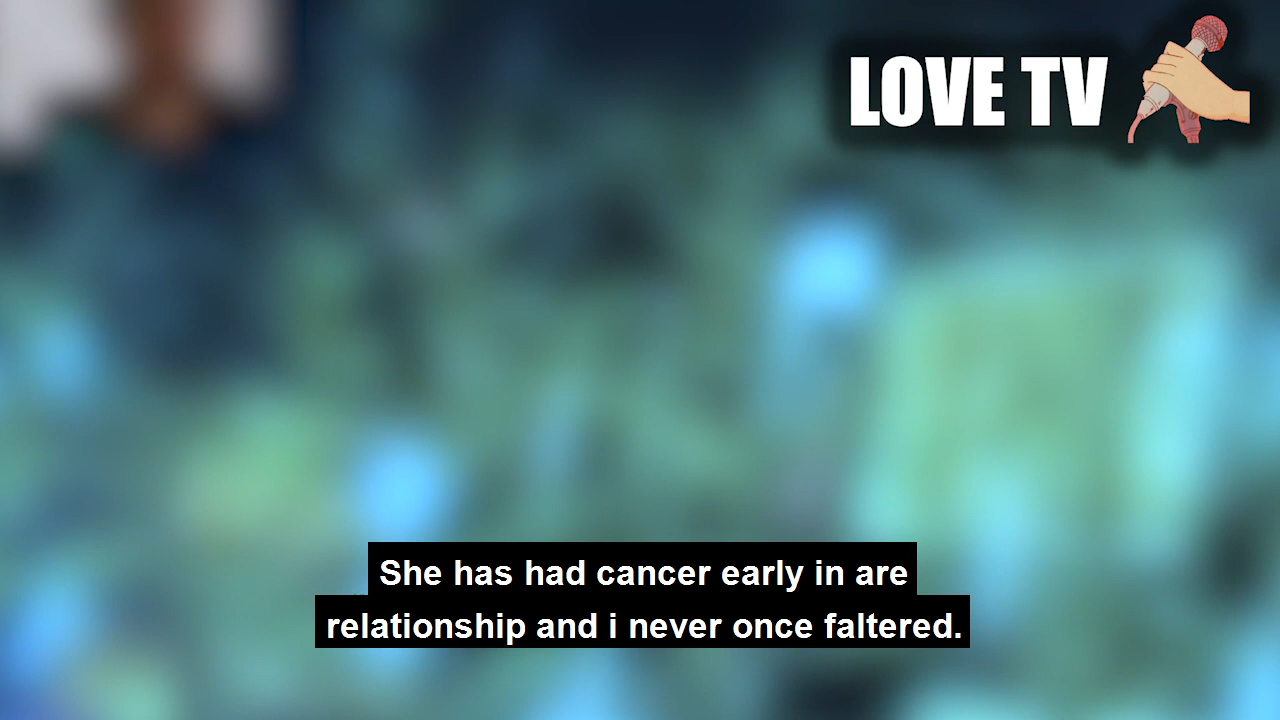 LOVE TV
She has had cancer early in are
relationship and i never once faltered.